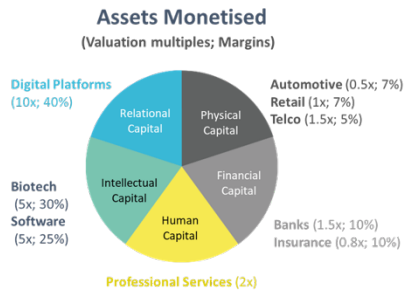 Assets Monetised
(Valuation multiples; Margins)
Digital Platforms
(10x; 40%)
Automotive (0.5x; 7%)
Retail (1x; 7%)
Telco (1.5x; 5%)
Relational
Capital
Physical
Capital
Intellectual
Capital
Financial
Capital
Human
Capital
Biotech
(5x; 30%)
Software
(5x; 25%)
Banks (1.5x; 10%)
Insurance (0.8x; 10%)
Professional Services (2x)